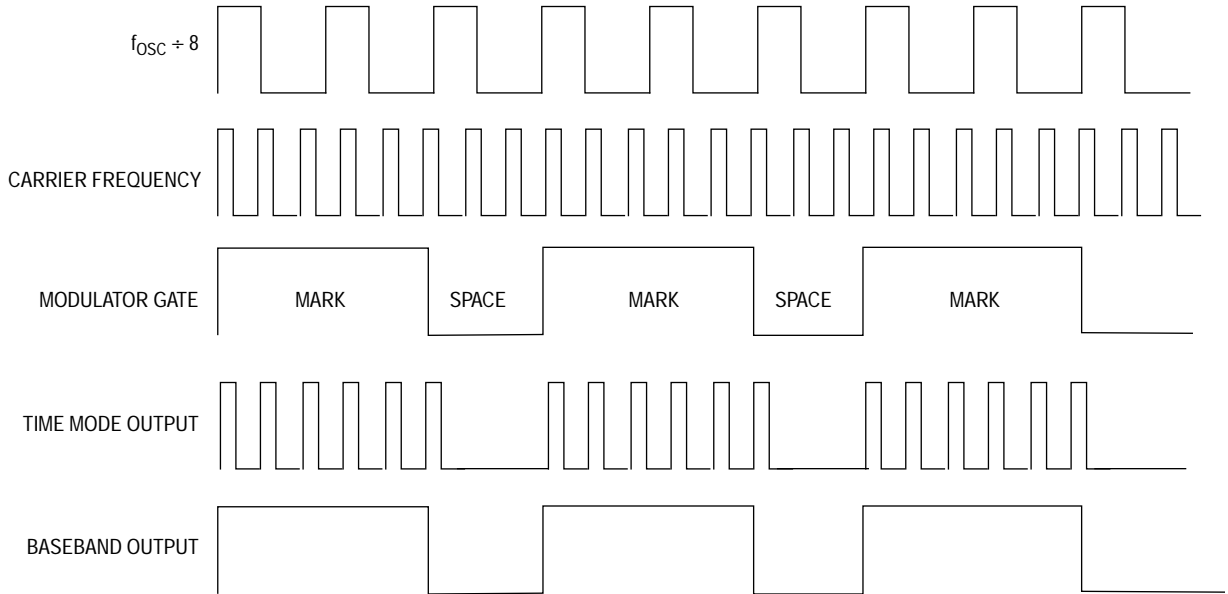 fOSC ÷ 8
CARRIER FREQUENCY
MODULATOR GATE
MARK
SPACE
MARK
SPACE
MARK
TIME MODE OUTPUT
BASEBAND OUTPUT